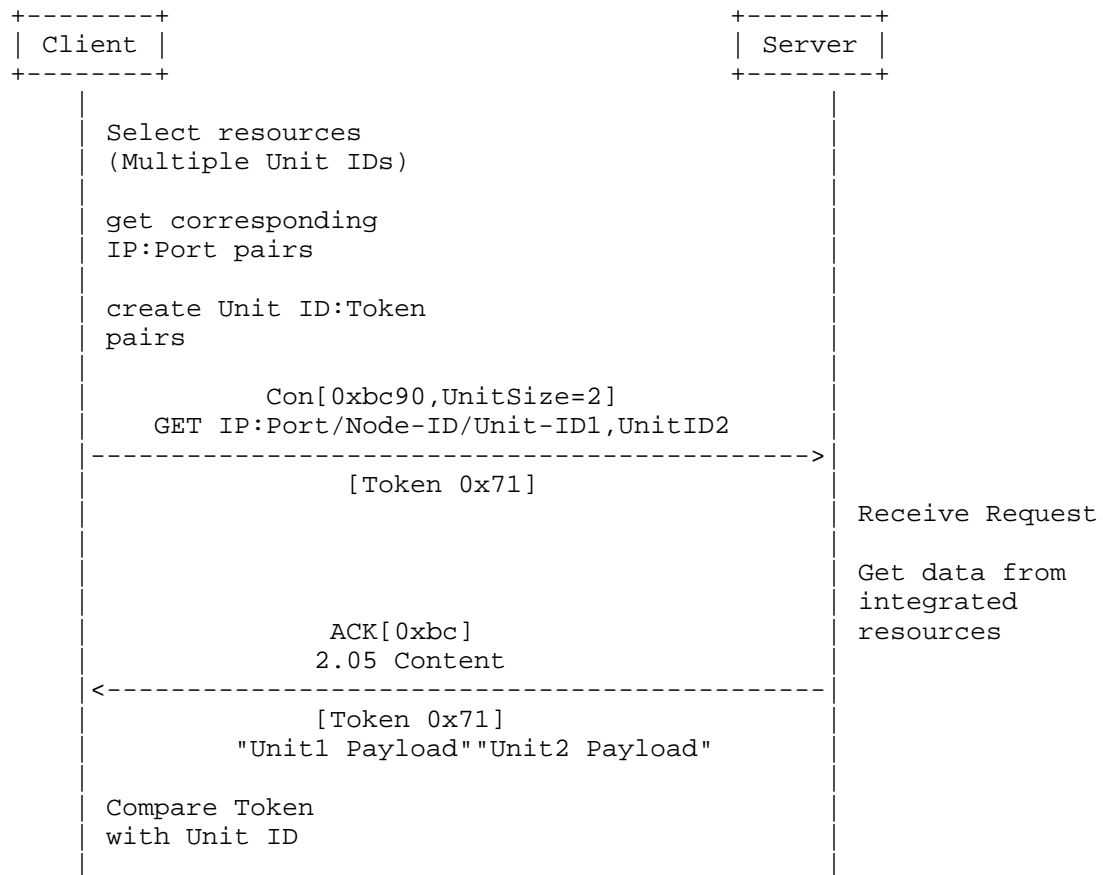 Client
Server
Select resources
(Multiple Unit IDs)
get corresponding
IP:Port pairs
create Unit ID:Token
pairs
Con[0xbc90,UnitSize=2]
GET IP:Port/Node-ID/Unit-ID1,UnitID2
[Token 0x71]
Receive Request
Get data from
integrated
resources
ACK[0xbc]
2.05 Content
[Token 0x71]
"Unit1 Payload""Unit2 Payload"
Compare Token
with Unit ID